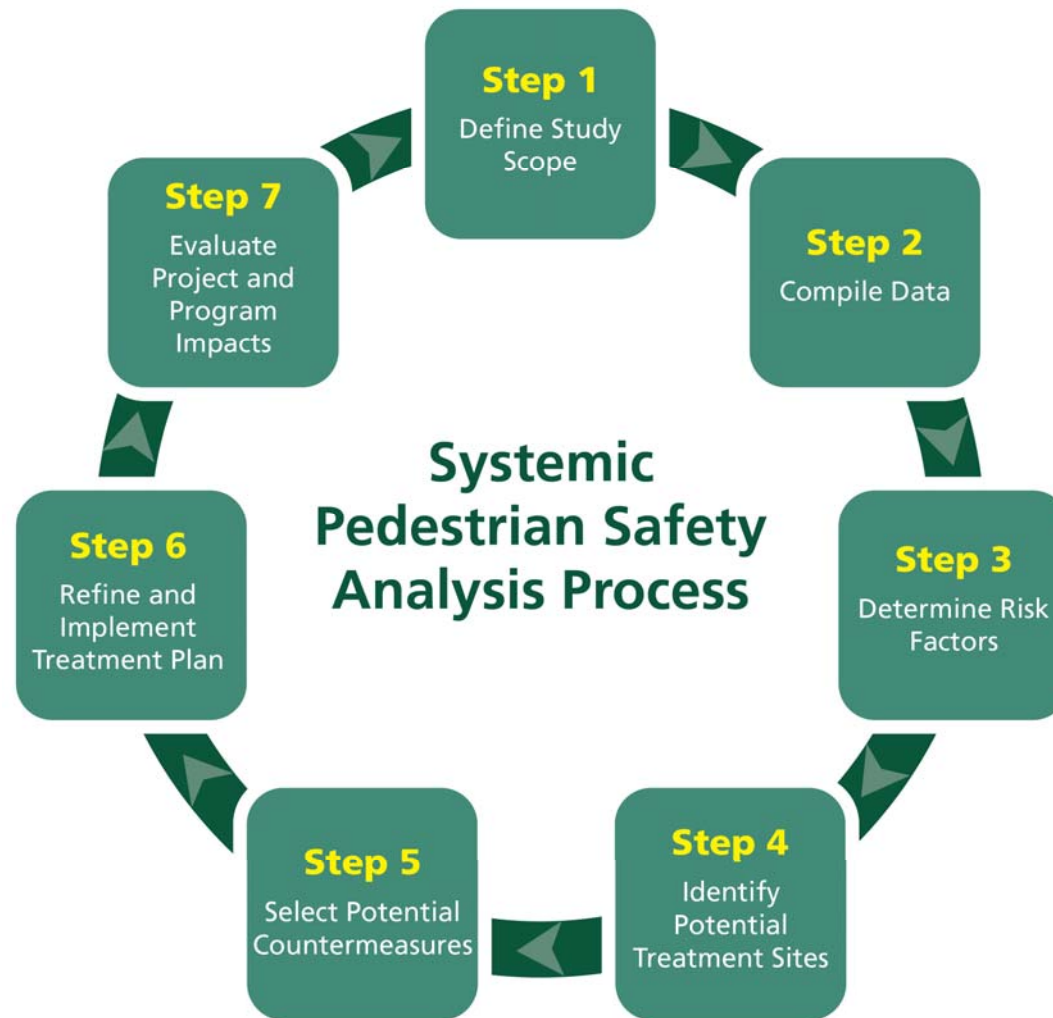 Step 1
Define Study
Scope
Step 2
Compile Data
Step 3
Determine Risk
Factors
Step 4
Identify
Potential
Treatment Sites
Step 5
Select Potential
Countermeasures
Step 6
Refine and
Implement
Treatment Plan
Step 7
Evaluate
Project and
Program
Impacts
Systemic
Pedestrian Safety
Analysis Process